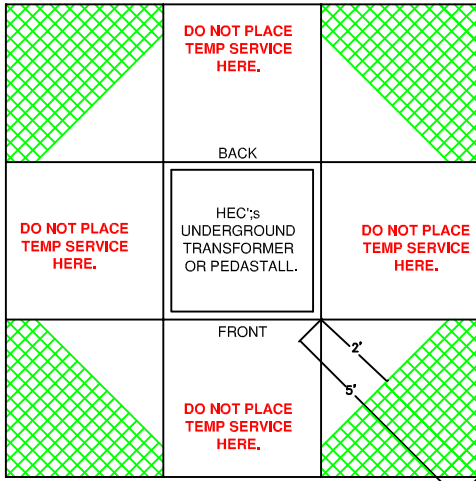 DO NOT PLACE
TEMP SERVICE
HERE.
BACK
DO NOT PLACE
TEMP SERVICE
HERE.
HEC';s
UNDERGROUND
TRANSFORMER
OR PEDASTALL.
DO NOT PLACE
TEMP SERVICE
HERE.
FRONT
2'
5'
DO NOT PLACE
TEMP SERVICE
HERE.